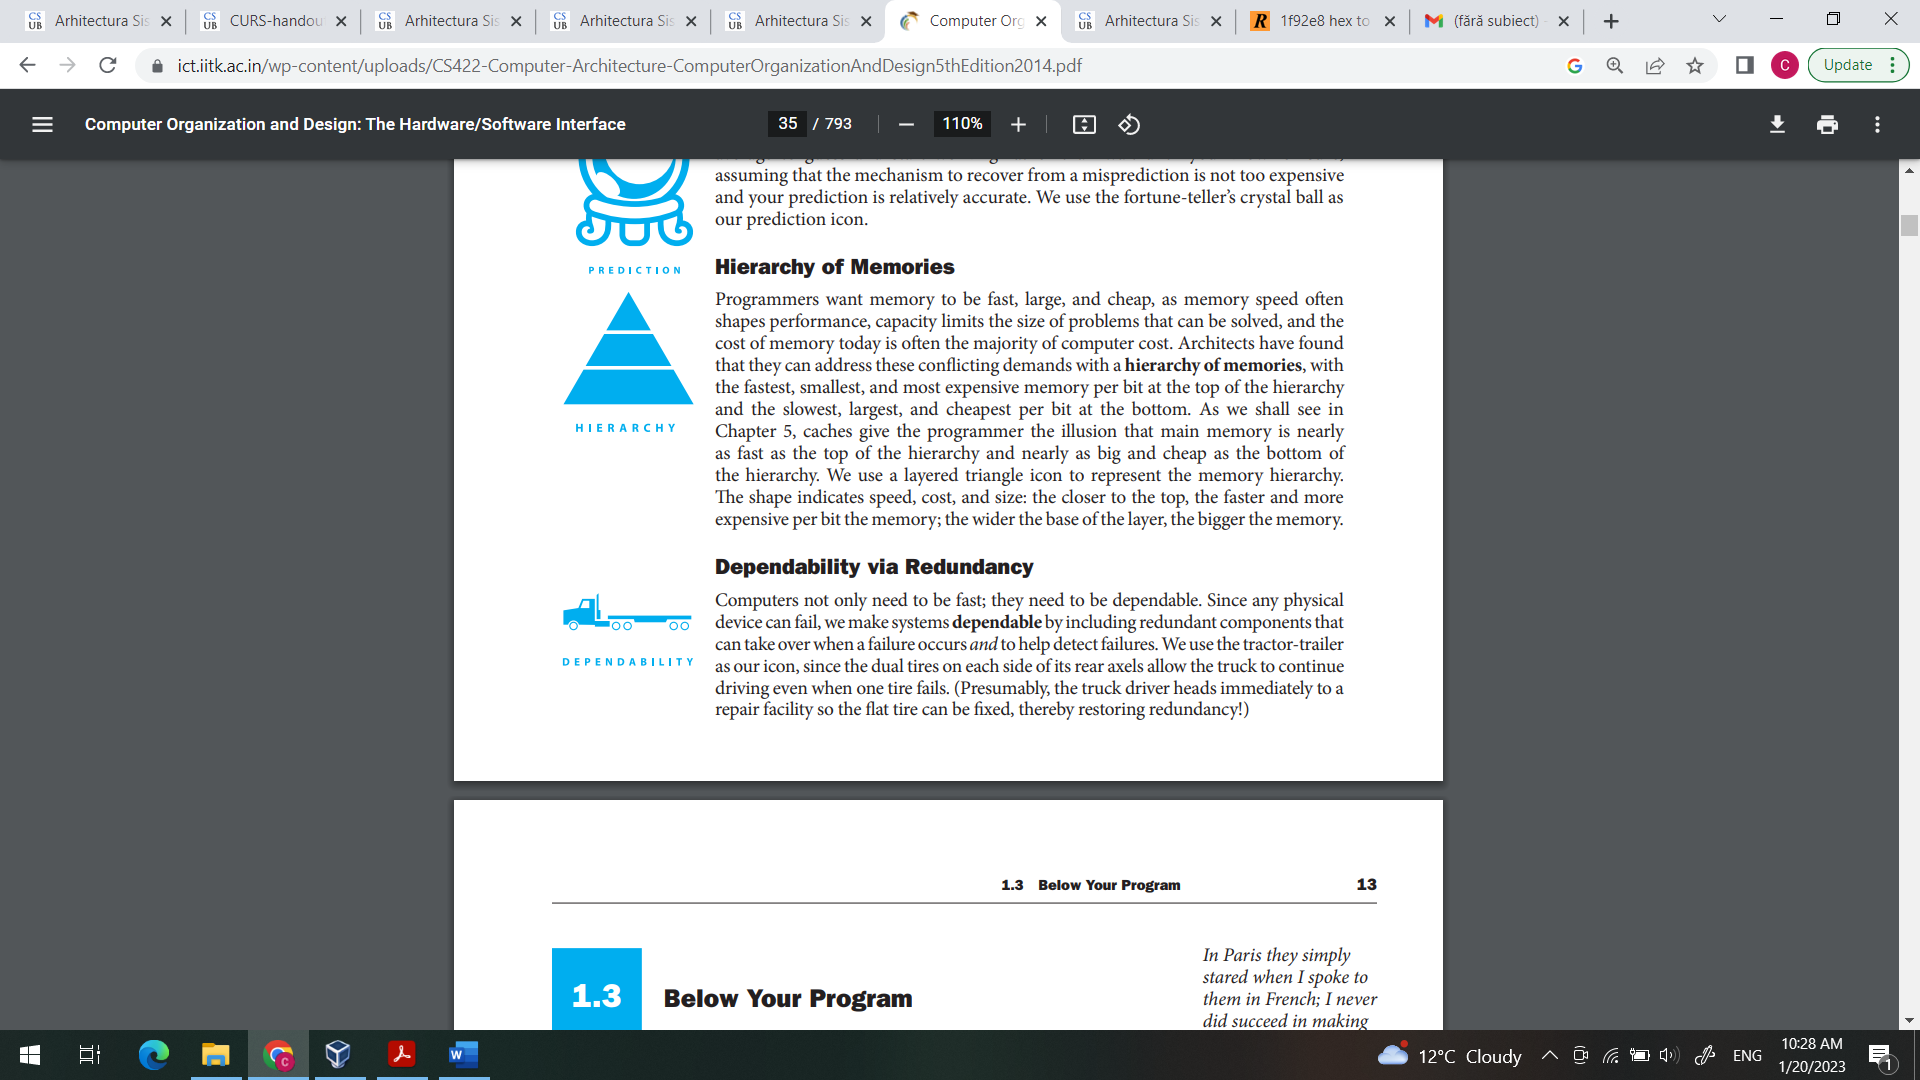 Arhitectura Sis
CURS-handou
Arhitectura Sis
Arhitectura Sis
Arhitectura Sis
Computer Org
Arhitectura Sis
1f92e8 hex to
(fără subiect)
ict.iitk.ac.in/wp-content/uploads/CS422-Computer-Architecture-ComputerOrganizationAndDesign5thEdition2014.pdf
C
Update
Computer Organization and Design: The Hardware/Software Interface
35 / 793
110%
assuming that the mechanism to recover from a misprediction is not too expensive
and your prediction is relatively accurate. We use the fortune-teller's crystal ball as
our prediction icon.
PREDICTION
Hierarchy of Memories
Programmers want memory to be fast, large, and cheap, as memory speed often
shapes performance, capacity limits the size of problems that can be solved, and the
cost of memory today is often the majority of computer cost. Architects have found
that they can address these conflicting demands with a hierarchy of memories, with
the fastest, smallest, and most expensive memory per bit at the top of the hierarchy
and the slowest, largest, and cheapest per bit at the bottom. As we shall see in
Chapter 5, caches give the programmer the illusion that main memory is nearly
as fast as the top of the hierarchy and nearly as big and cheap as the bottom of
the hierarchy. We use a layered triangle icon to represent the memory hierarchy.
The shape indicates speed, cost, and size: the closer to the top, the faster and more
expensive per bit the memory; the wider the base of the layer, the bigger the memory.
HIERARCHY
Dependability via Redundancy
Computers not only need to be fast; they need to be dependable. Since any physical
device can fail, we make systems dependable by including redundant components that
can take over when a failure occurs and to help detect failures. We use the tractor-trailer
as our icon, since the dual tires on each side of its rear axels allow the truck to continue
driving even when one tire fails. (Presumably, the truck driver heads immediately to a
repair facility so the flat tire can be fixed, thereby restoring redundancy!)
DEPENDABILITY
1.3 Below Your Program 13
1.3 Below Your Program
In Paris they simply
stared when I spoke to
them in French; I never
did succeed in making
12°C Cloudy
ENG
10:28 AM
1/20/2023
1